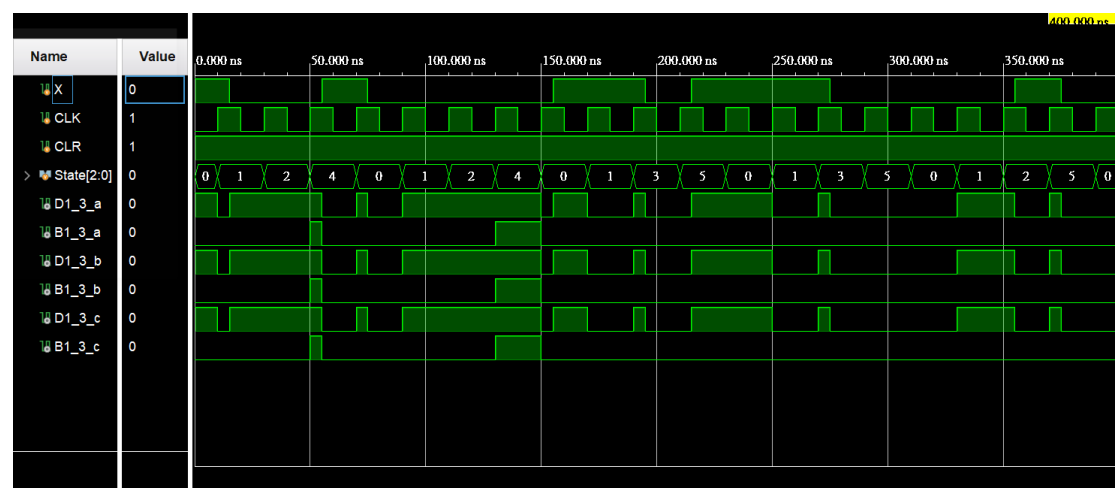 400.000 ns
Name Value
0.000 ns 50.000 ns 100.000 ns 150.000 ns 200.000 ns 250.000 ns 300.000 ns 350.000 ns
X 0
CLK 1
CLR 1
State[2:0] 0 0 1 2 4 0 1 2 4 0 1 3 5 0 1 3 5 0 1 2 5 0
D1_3_a 0
B1_3_a 0
D1_3_b 0
B1_3_b 0
D1_3_c 0
B1_3_c 0